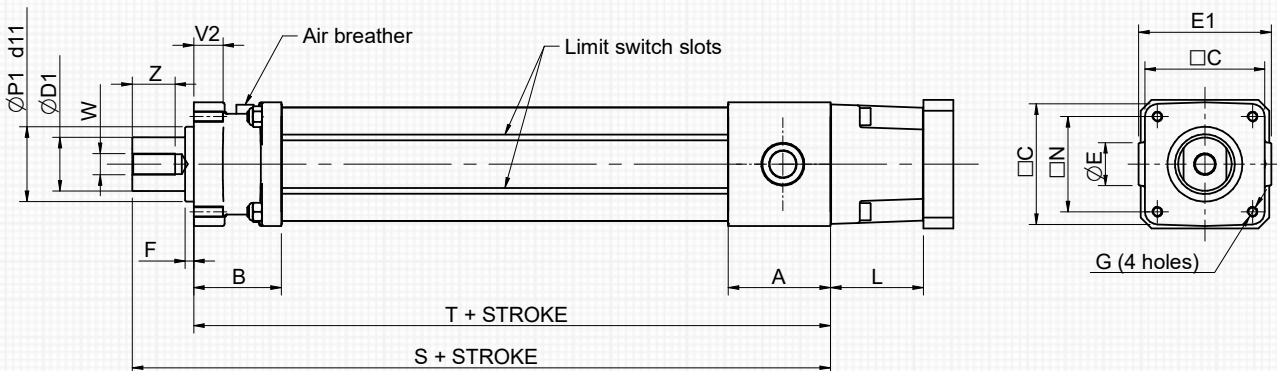 V2
Air breather
Limit switch slots
E1
□C
ØP1 d11
Z
ØD1
W
□C
□N
ØE
F
B
A
L
G (4 holes)
T + STROKE
S + STROKE